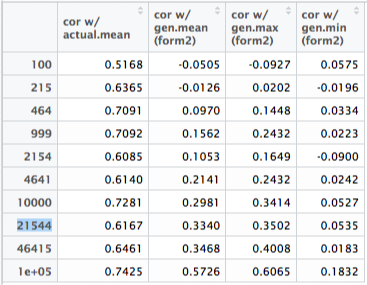 cor w/ actual.mean cor w/ gen.mean (form2) cor w/ gen.max (form2) cor w/ gen.min (form2)
100 0.5168 -0.0505 -0.0927 0.0575
215 0.6365 -0.0126 0.0202 -0.0196
464 0.7091 0.0970 0.1448 0.0334
999 0.7092 0.1562 0.2432 0.0223
2154 0.6085 0.1053 0.1649 -0.0900
4641 0.6140 0.2141 0.2432 0.0242
10000 0.7281 0.2981 0.3414 0.0527
21544 0.6167 0.3340 0.3502 0.0535
46415 0.6461 0.3468 0.4008 0.0183
1e+05 0.7425 0.5726 0.6065 0.1832